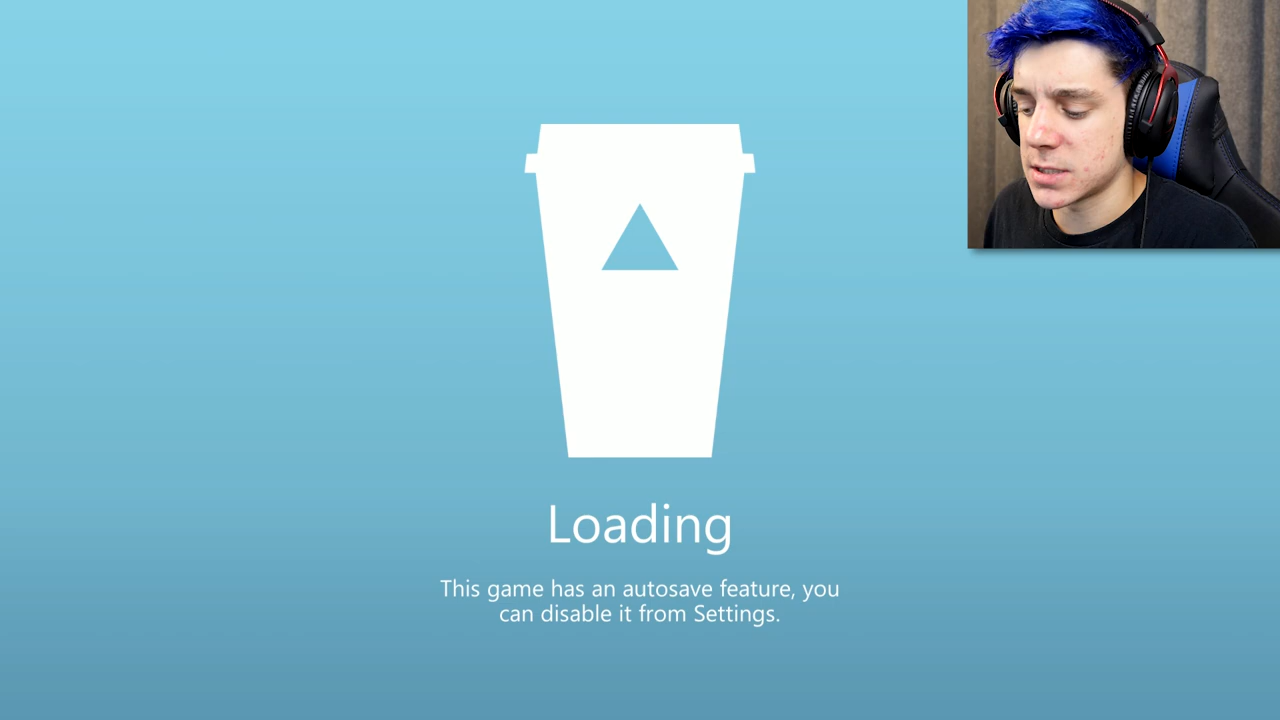 Loading
This game has an autosave feature, you
can disable it from Settings.